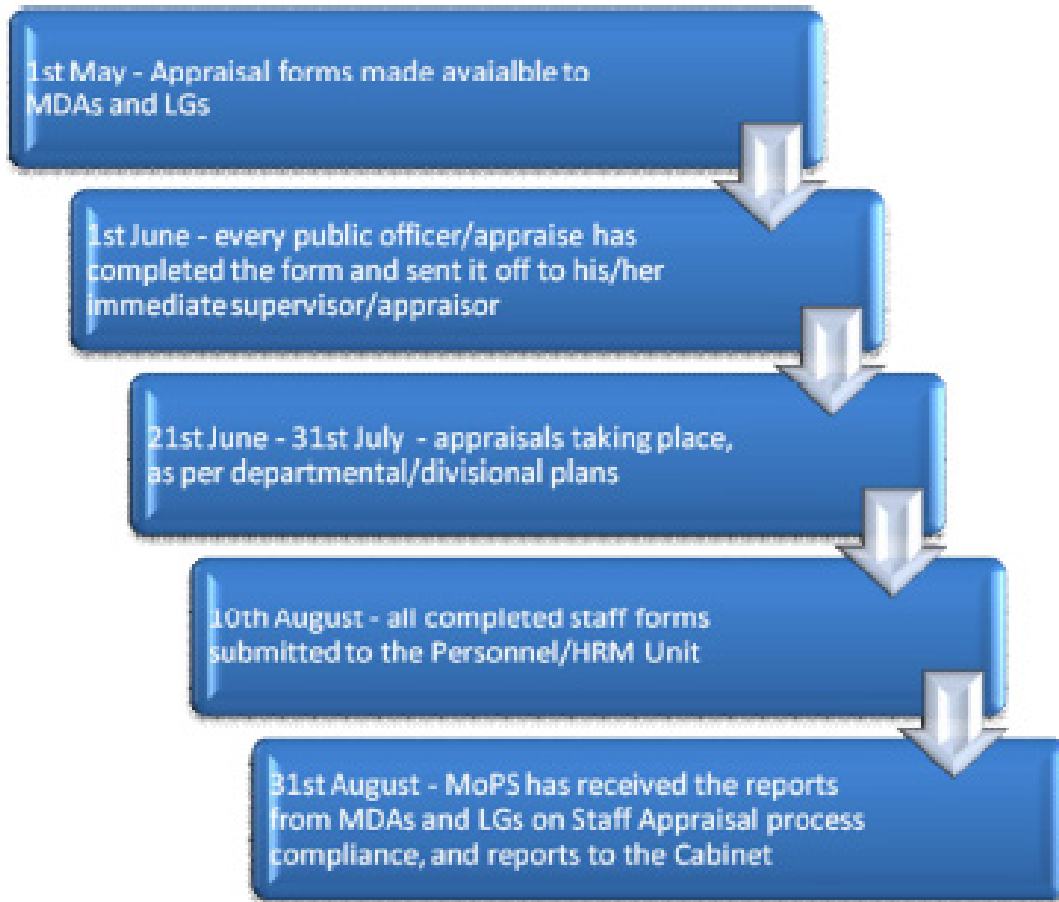 1st May - Appraisal forms made avaialble to
MDAs and LGs
1st June - every public officer/appraise has
completed the form and sent it off to his/her
immediate supervisor/appraisor
21st June - 31st July - appraisals taking place,
as per departmental/divisional plans
10th August - all completed staff forms
submitted to the Personnel/HRM Unit
31st August - MoPS has received the reports
from MDAs and LGs on Staff Appraisal process
compliance, and reports to the Cabinet